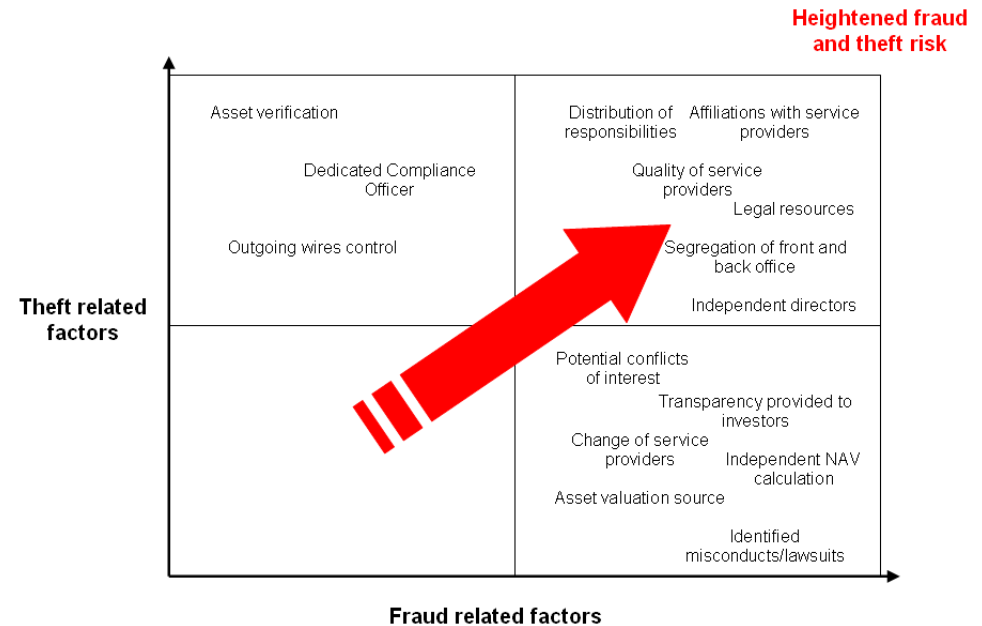 Heightened fraud
and theft risk
Asset verification
Distribution of
responsibilities
Affiliations with service
providers
Dedicated Compliance
Officer
Quality of service
providers
Legal resources
Outgoing wires control
Segregation of front and
back office
Theft related
factors
Independent directors
Potential conflicts
of interest
Transparency provided to
investors
Change of service
providers
Independent NAV
calculation
Asset valuation source
Identified
misconducts/lawsuits
Fraud related factors